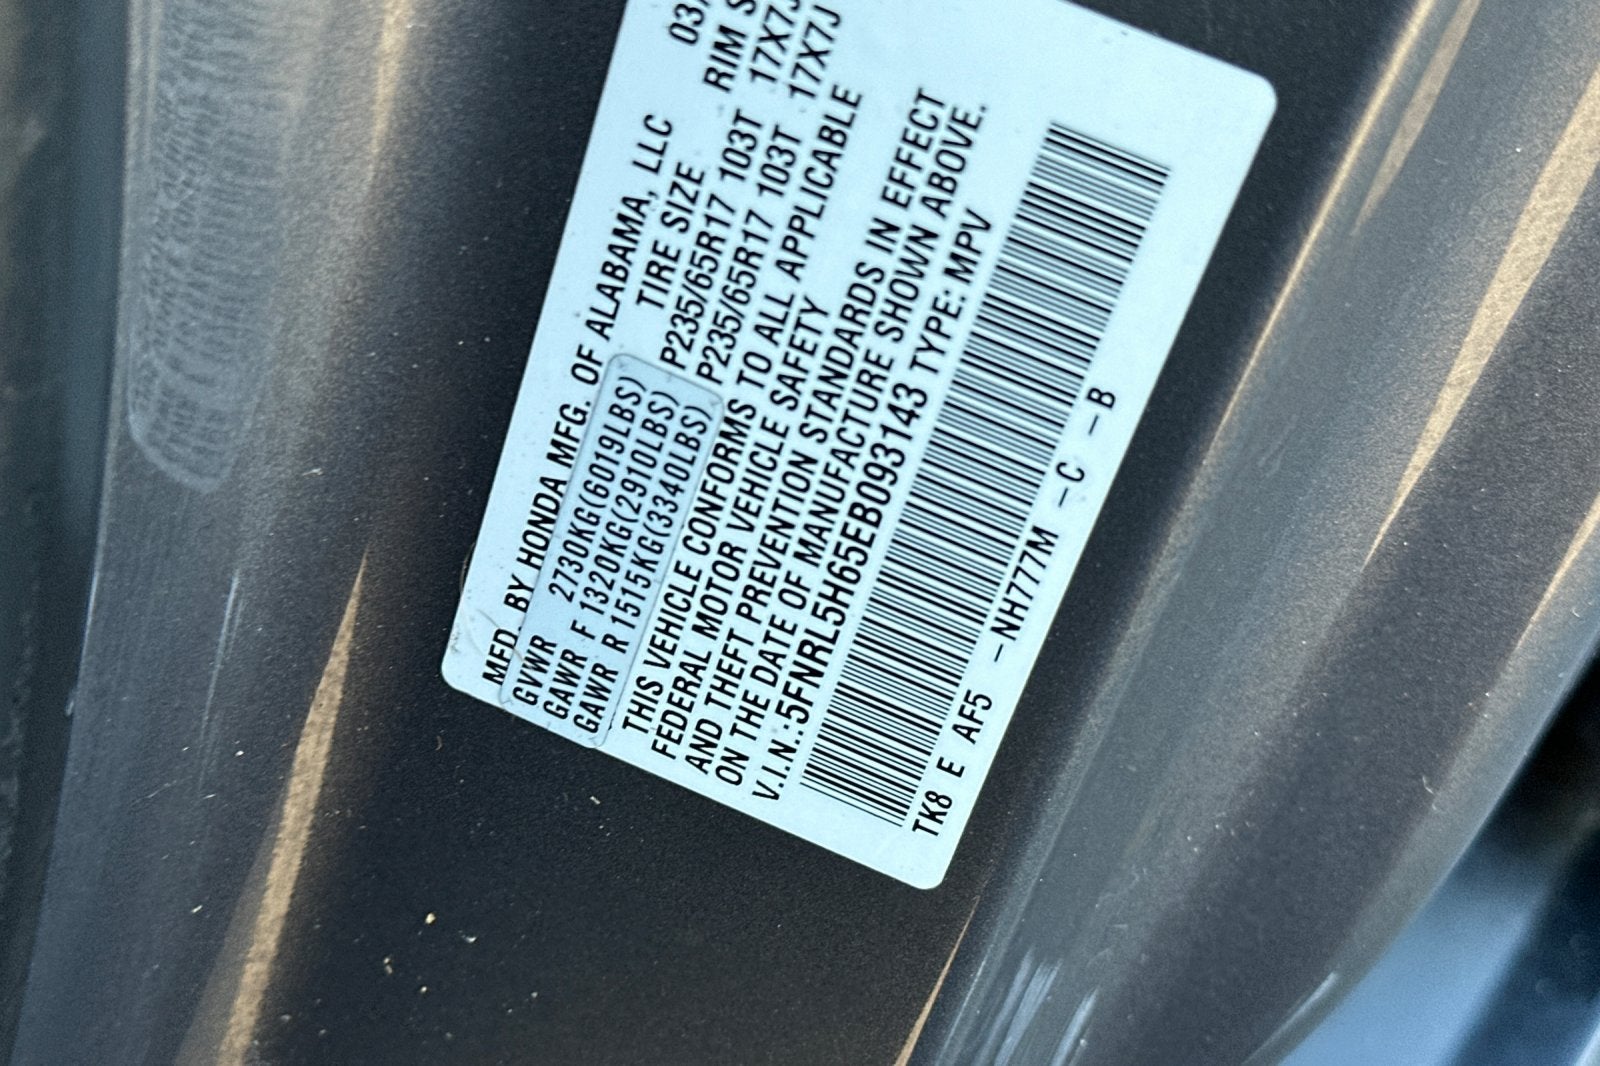 MFD. BY HONDA MFG. OF ALABAMA, LLC 03/
GVWR 2730KG(6019LBS) TIRE SIZE RIM S
GAWR F 1320KG(2910LBS) P235/65R17 103T 17X7J
GAWR R 1515KG(3340LBS) P235/65R17 103T 17X7J
THIS VEHICLE CONFORMS TO ALL APPLICABLE
FEDERAL MOTOR VEHICLE SAFETY
AND THEFT PREVENTION STANDARDS IN EFFECT
ON THE DATE OF MANUFACTURE SHOWN ABOVE.
V.I.N.:5FNRL5H65EB093143 TYPE: MPV
TK8 E AF5 -NH777M -C -B